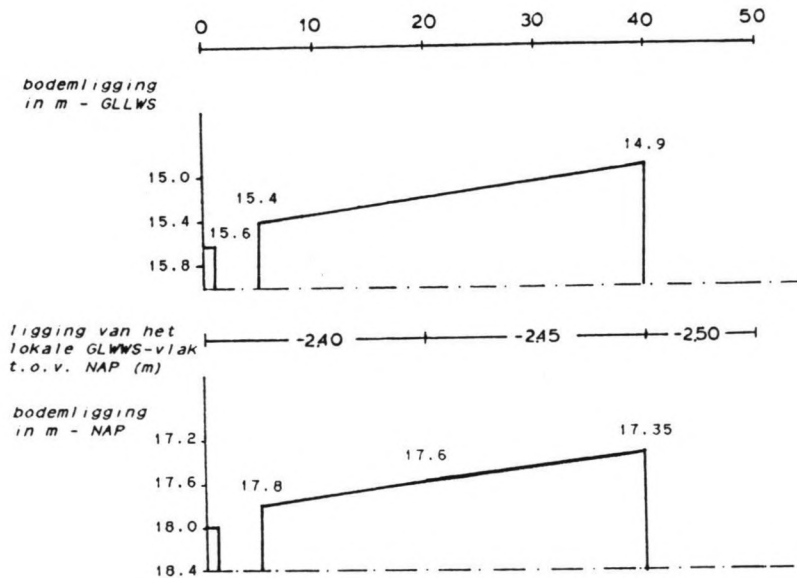 0 10 20 30 40 50
bodemligging
in m - GLLWS
14.9
15.0
15.4
15.4
15.6
15.8
ligging van het
lokale GLWWS-vlak
t.o.v. NAP (m)
-2.40 -2.45 -2.50
bodemligging
in m - NAP
17.2
17.35
17.6
17.6
17.8
18.0
18.4